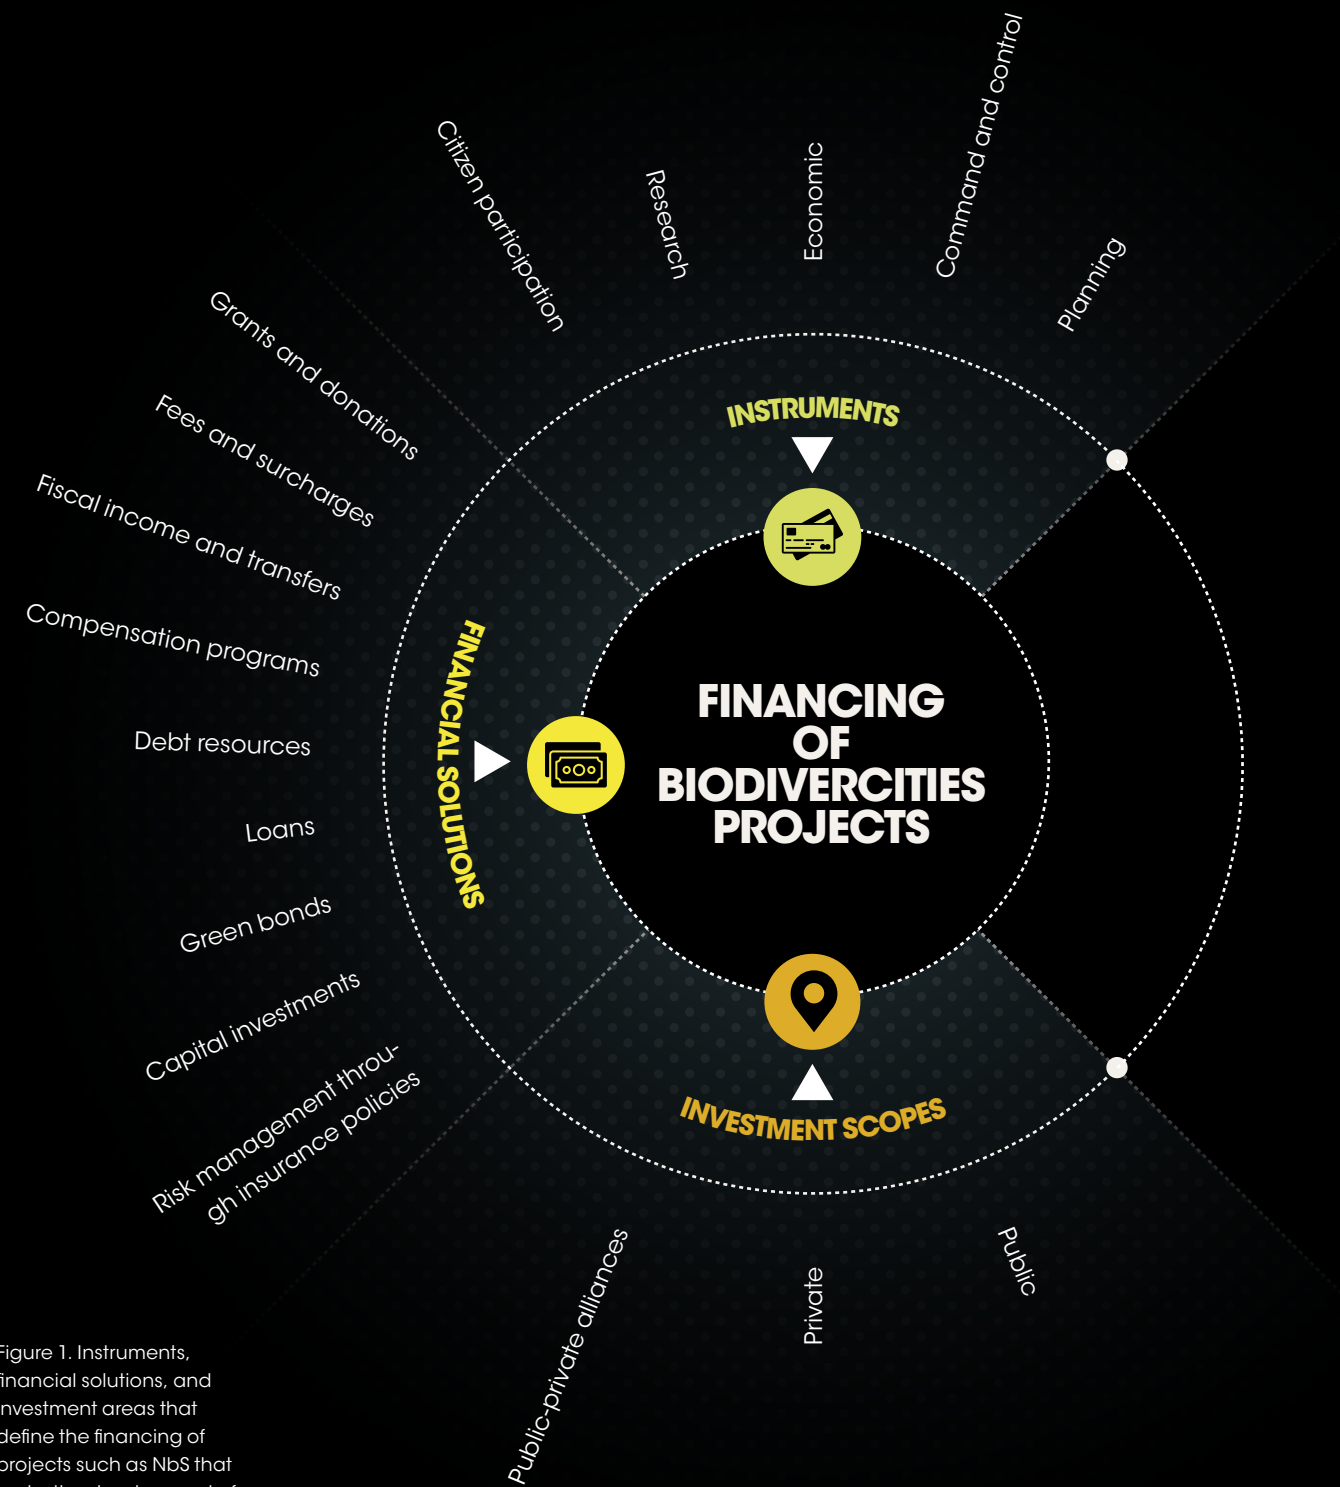 Citizen participation
Research
Economic
Command and control
Planning
INSTRUMENTS
Grants and donations
Fees and surcharges
Fiscal income and transfers
Compensation programs
Debt resources
Loans
Green bonds
Capital investments
Risk management throu-
gh insurance policies
FINANCIAL SOLUTIONS
FINANCING
OF
BIODIVERCITIES
PROJECTS
INVESTMENT SCOPES
Public-private alliances
Private
Public
Figure 1. Instruments,
financial solutions, and
investment areas that
define the financing of
projects such as NbS that